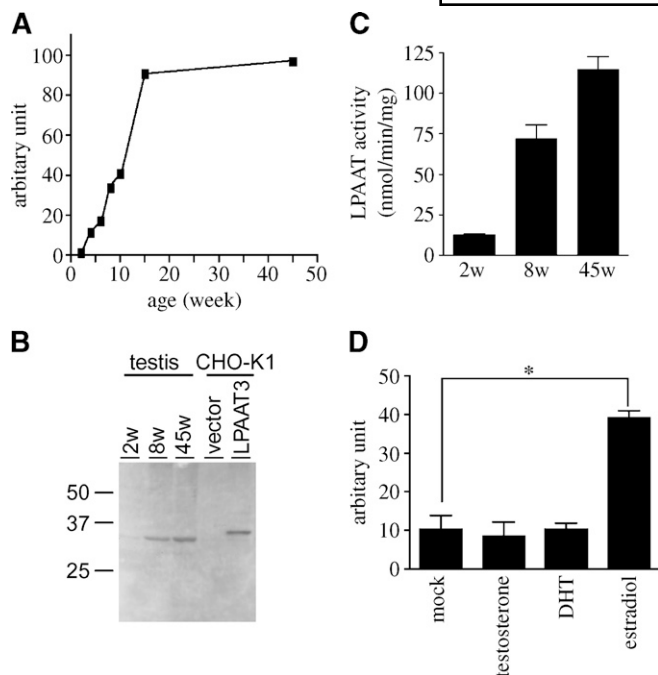 A
arbitary unit
100
80
60
40
20
0
0
10
20
30
40
50
age (week)
B
testis
CHO-K1
2w
8w
45w
vector
LPAAT3
50
37
25
C
LPAAT activity
(nmol/min/mg)
125
100
75
50
25
0
2w
8w
45w
D
*
arbitary unit
50
40
30
20
10
0
mock
testosterone
DHT
estradiol